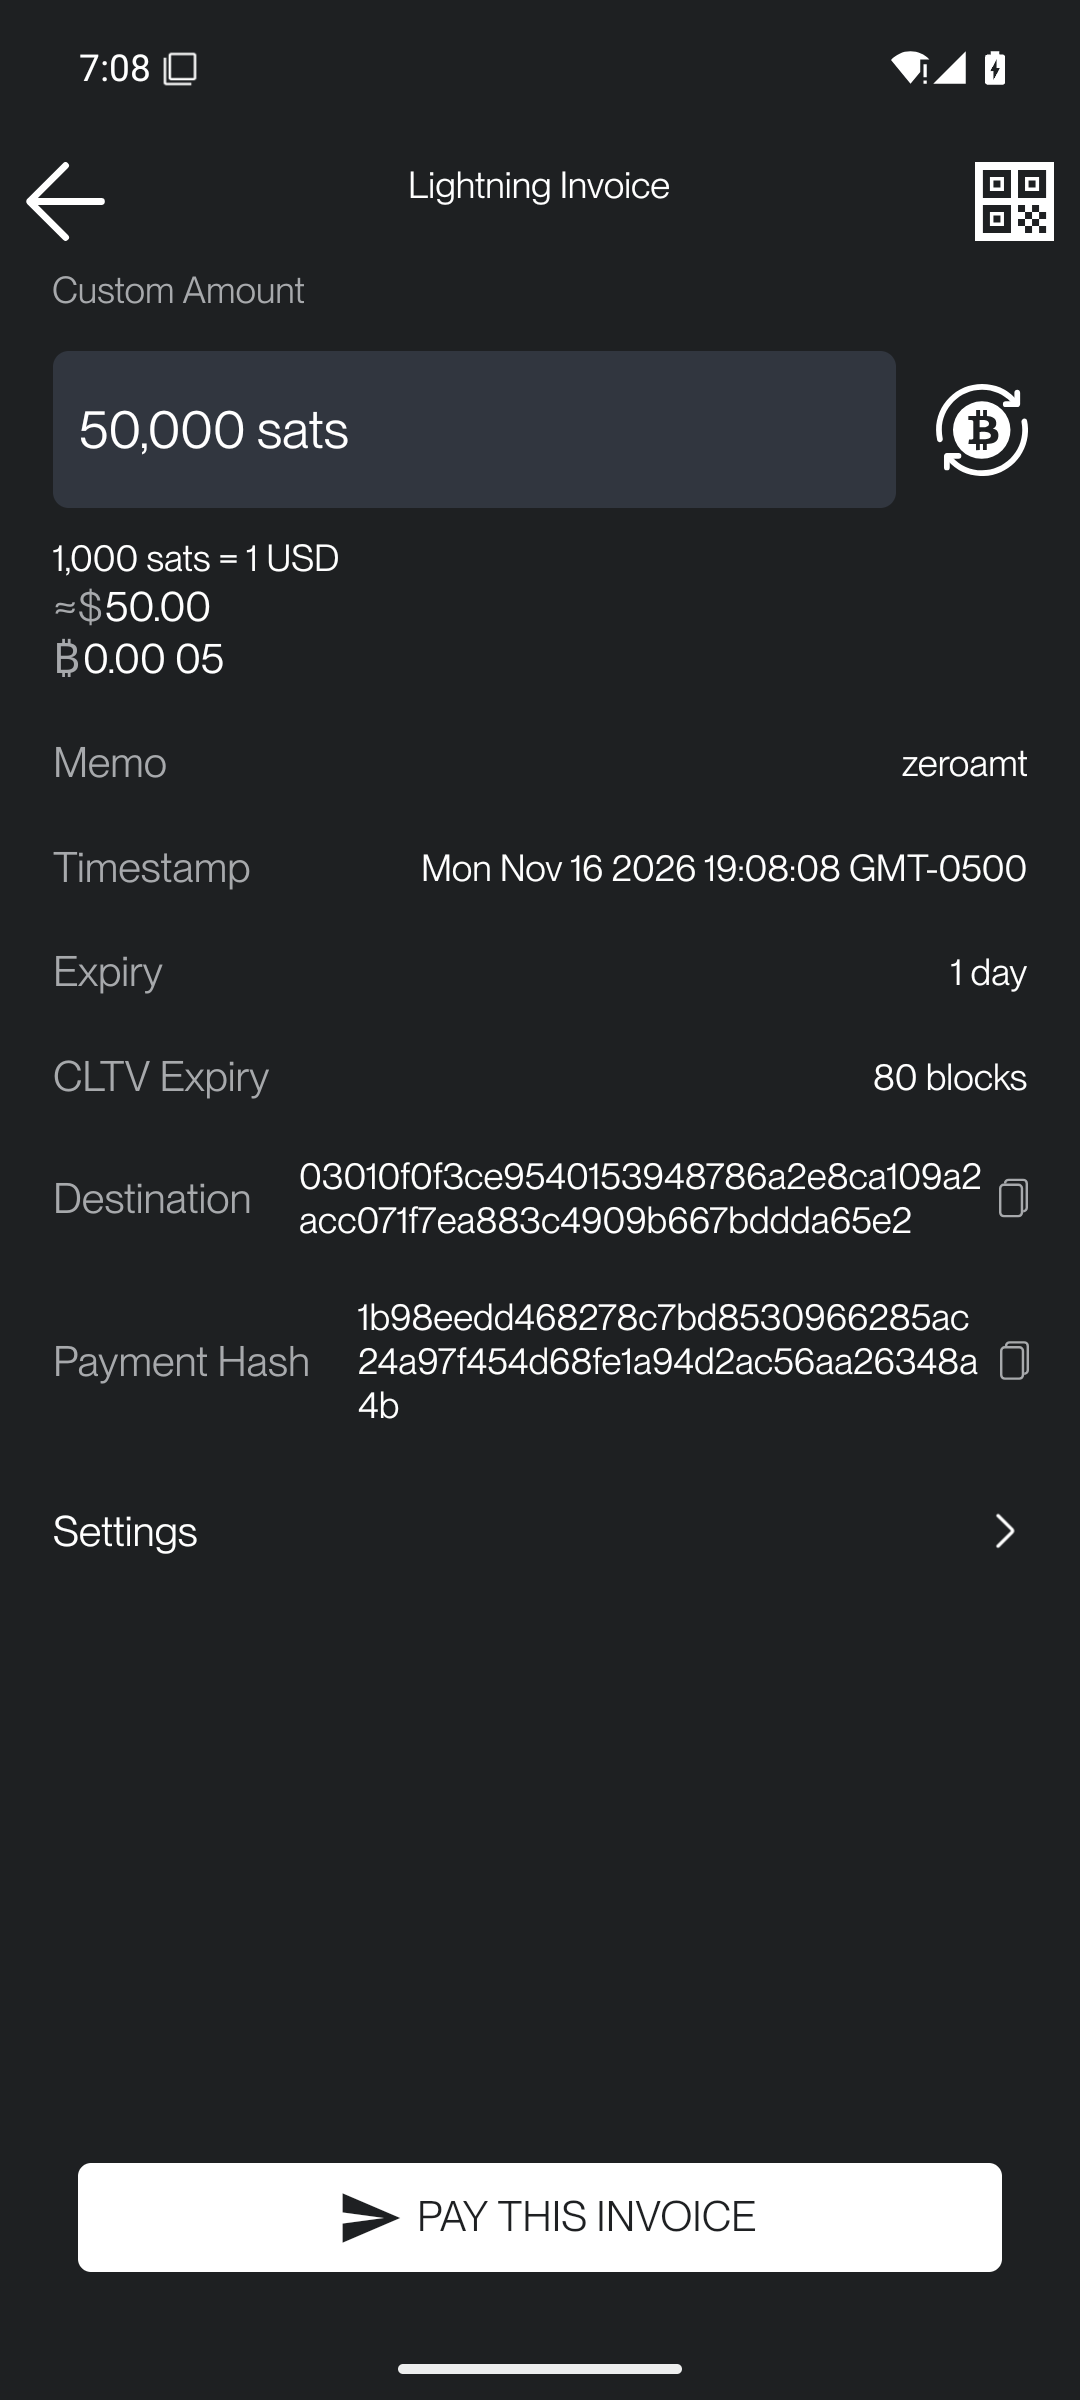 7:08
Lightning Invoice
Custom Amount
50,000 sats
1,000 sats = 1 USD
≈$50.00
₿0.00 05
Memo
zeroamt
Timestamp
Mon Nov 16 2026 19:08:08 GMT-0500
Expiry
1 day
CLTV Expiry
80 blocks
Destination
03010f0f3ce9540153948786a2e8ca109a2
acc071f7ea883c4909b667bddda65e2
Payment Hash
1b98eedd468278c7bd8530966285ac
24a97f454d68fe1a94d2ac56aa26348a
4b
Settings
PAY THIS INVOICE